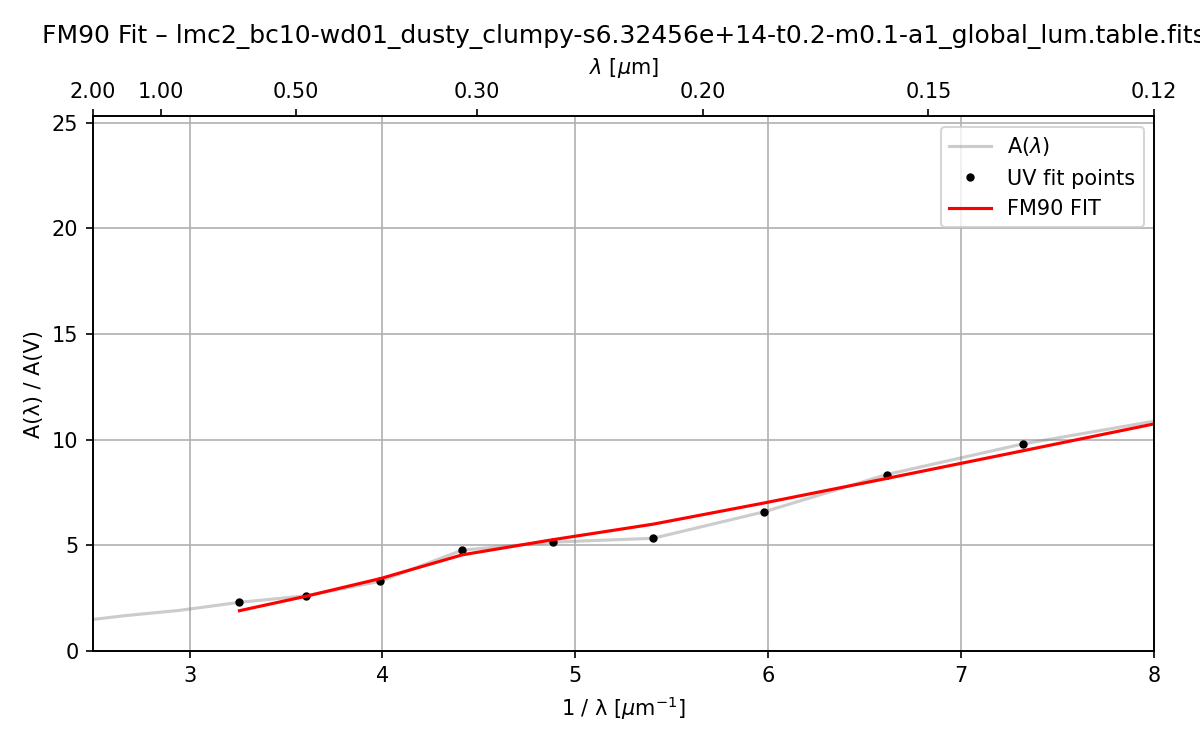 FM90 Fit – lmc2_bc10-wd01_dusty_clumpy-s6.32456e+14-t0.2-m0.1-a1_global_lum.table.fits
λ [μm]
2.00 1.00 0.50 0.30 0.20 0.15 0.12
A(λ)
UV fit points
FM90 FIT
25
20
15
10
5
0
A(λ) / A(V)
3 4 5 6 7 8
1 / λ [μm⁻¹]